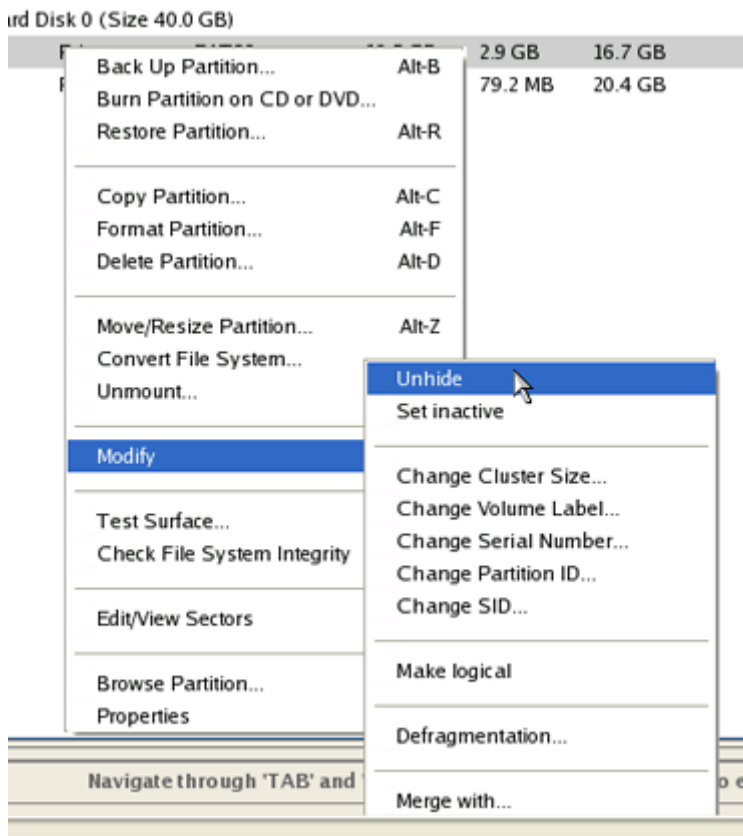 ard Disk 0 (Size 40.0 GB)
2.9 GB 16.7 GB
79.2 MB 20.4 GB
Back Up Partition... Alt-B
Burn Partition on CD or DVD...
Restore Partition... Alt-R
Copy Partition... Alt-C
Format Partition... Alt-F
Delete Partition... Alt-D
Move/Resize Partition... Alt-Z
Convert File System...
Unmount...
Modify
Test Surface...
Check File System Integrity
Edit/View Sectors
Browse Partition...
Properties
Unhide
Set inactive
Change Cluster Size...
Change Volume Label...
Change Serial Number...
Change Partition ID...
Change SID...
Make logical
Defragmentation...
Merge with...
Navigate through 'TAB' and